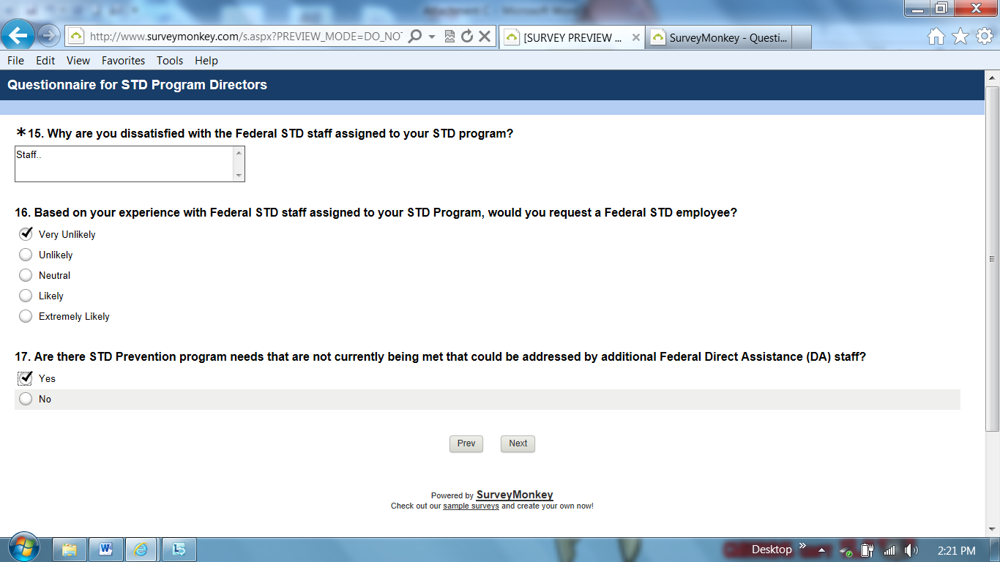 http://www.surveymonkey.com/s.aspx?PREVIEW_MODE=DO_NOT
[SURVEY PREVIEW ...
SurveyMonkey - Questi...
File Edit View Favorites Tools Help
Questionnaire for STD Program Directors
*15. Why are you dissatisfied with the Federal STD staff assigned to your STD program?
Staff..
16. Based on your experience with Federal STD staff assigned to your STD Program, would you request a Federal STD employee?
Very Unlikely
Unlikely
Neutral
Likely
Extremely Likely
17. Are there STD Prevention program needs that are not currently being met that could be addressed by additional Federal Direct Assistance (DA) staff?
Yes
No
Prev Next
Powered by SurveyMonkey
Check out our sample surveys and create your own now!
Desktop » 2:21 PM